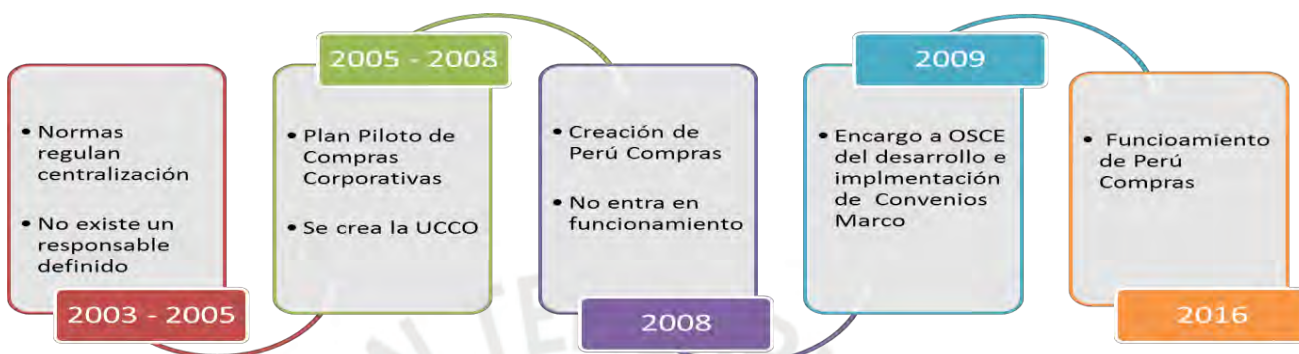 • Normas
regulan
centralización
• No existe un
responsable
definido
2003 - 2005
2005 - 2008
• Plan Piloto de
Compras
Corporativas
• Se crea la UCCO
• Creación de
Perú Compras
• No entra en
funcionamiento
2008
2009
• Encargo a OSCE
del desarrollo e
implmentación
de Convenios
Marco
• Funcioamiento
de Perú
Compras
2016